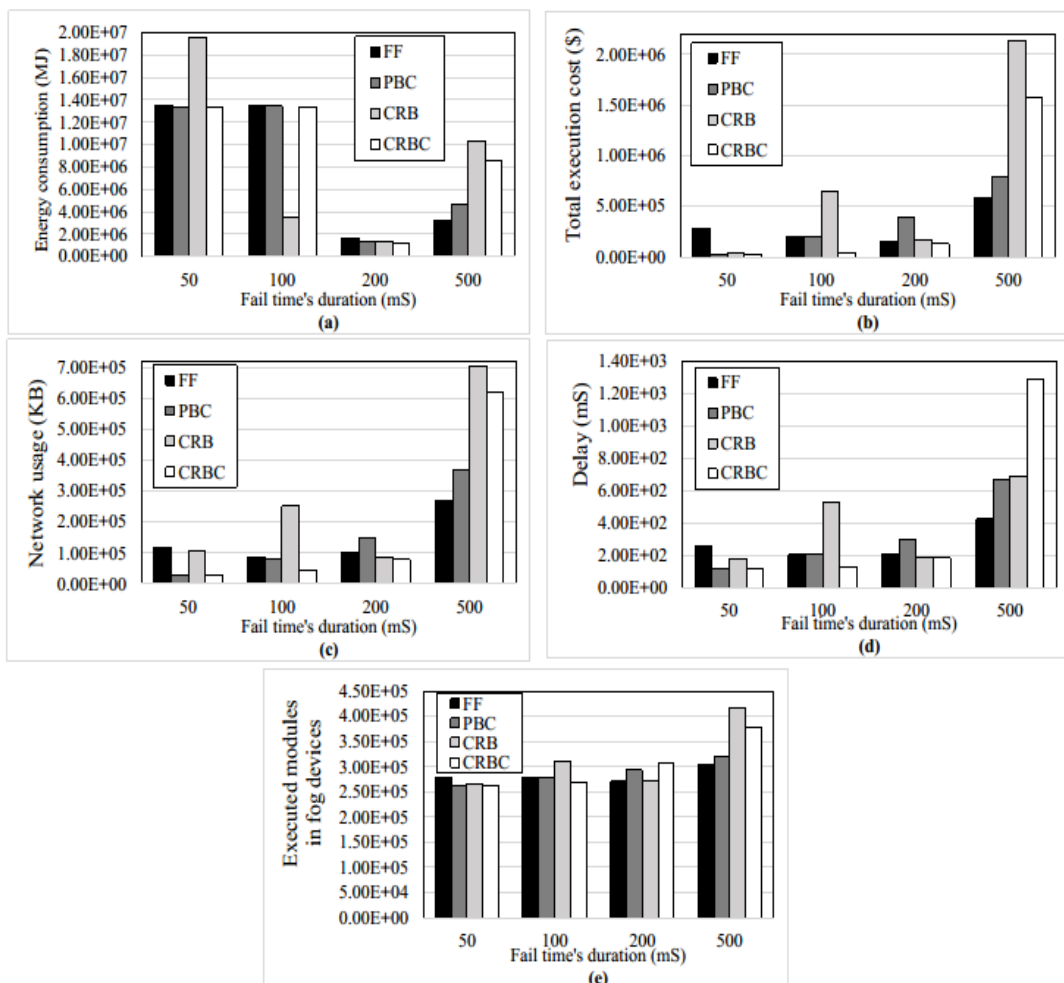 2.00E+07
1.80E+07
1.60E+07
1.40E+07
1.20E+07
1.00E+07
8.00E+06
6.00E+06
4.00E+06
2.00E+06
0.00E+00
Energy consumption (MJ)
FF
PBC
CRB
CRBC
50 100 200 500
Fail time's duration (mS)
(a)
2.00E+06
1.50E+06
1.00E+06
5.00E+05
0.00E+00
Total execution cost ($)
FF
PBC
CRB
CRBC
50 100 200 500
Fail time's duration (mS)
(b)
7.00E+05
6.00E+05
5.00E+05
4.00E+05
3.00E+05
2.00E+05
1.00E+05
0.00E+00
Network usage (KB)
FF
PBC
CRB
CRBC
50 100 200 500
Fail time's duration (mS)
(c)
1.40E+03
1.20E+03
1.00E+03
8.00E+02
6.00E+02
4.00E+02
2.00E+02
0.00E+00
Delay (mS)
FF
PBC
CRB
CRBC
50 100 200 500
Fail time's duration (mS)
(d)
4.50E+05
4.00E+05
3.50E+05
3.00E+05
2.50E+05
2.00E+05
1.50E+05
1.00E+05
5.00E+04
0.00E+00
Executed modules
in fog devices
FF
PBC
CRB
CRBC
50 100 200 500
Fail time's duration (mS)
(e)